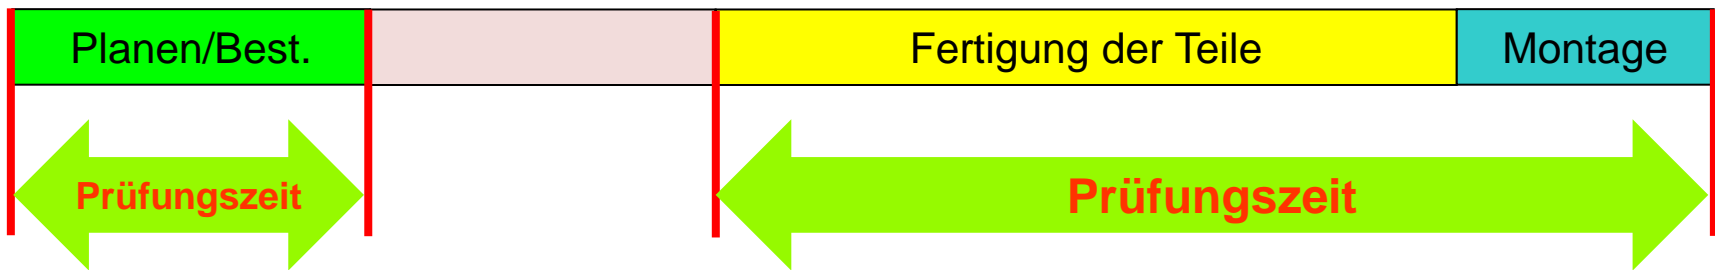 Planen/Best.
Fertigung der Teile
Montage
Prüfungszeit
Prüfungszeit